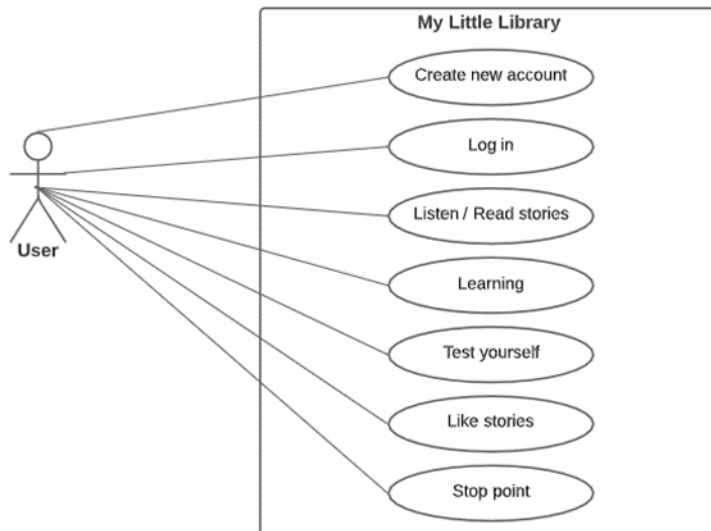 My Little Library
Create new account
Log in
Listen / Read stories
User
Learning
Test yourself
Like stories
Stop point